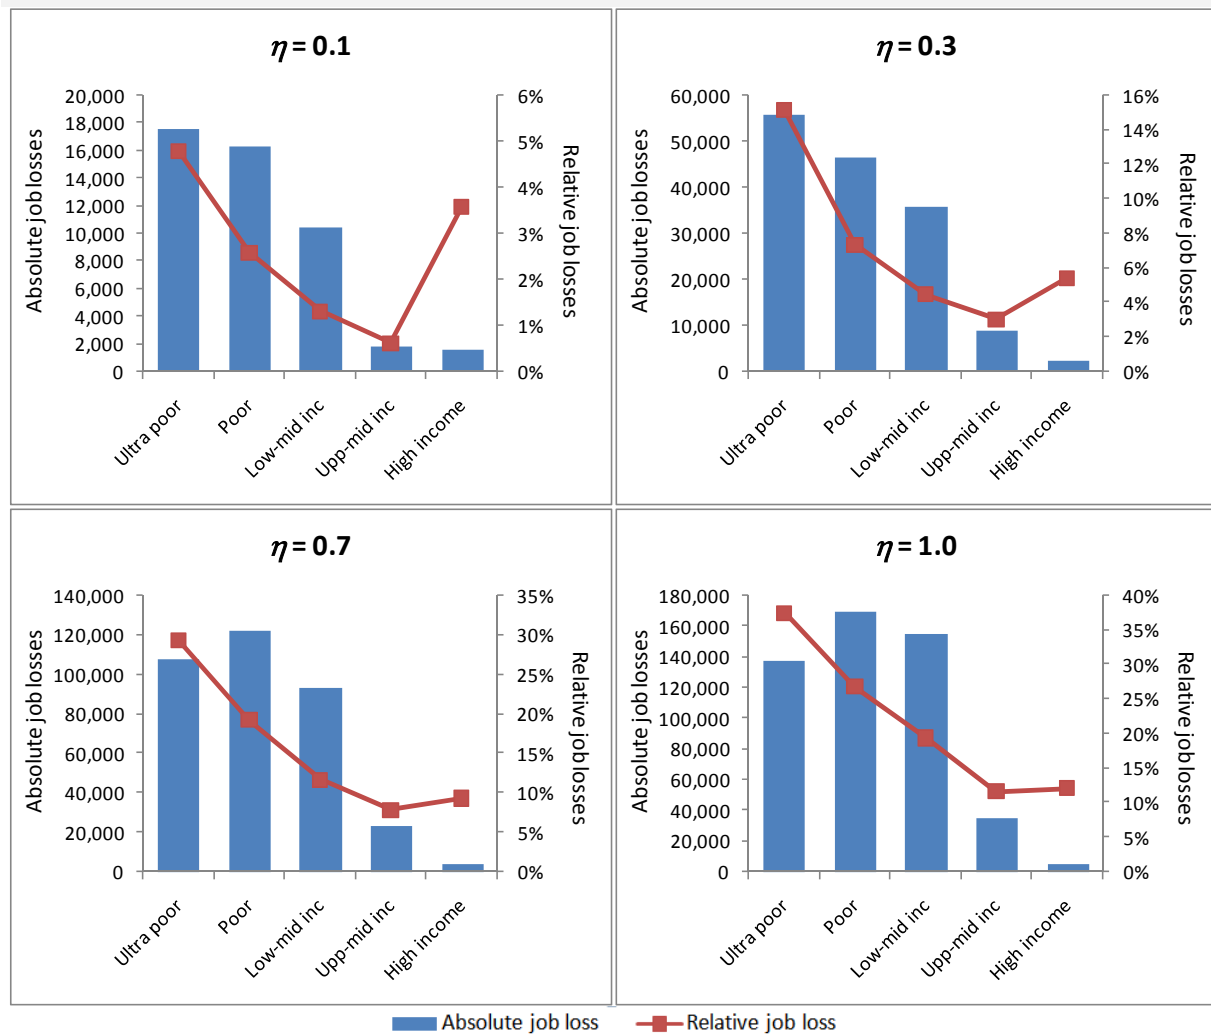 η = 0.1
Absolute job losses
20,000
18,000
16,000
14,000
12,000
10,000
8,000
6,000
4,000
2,000
0
6%
5%
4%
3%
2%
1%
0%
Relative job losses
Ultra poor
Poor
Low-mid inc
Upp-mid inc
High income
η = 0.3
Absolute job losses
60,000
50,000
40,000
30,000
20,000
10,000
0
16%
14%
12%
10%
8%
6%
4%
2%
0%
Relative job losses
Ultra poor
Poor
Low-mid inc
Upp-mid inc
High income
η = 0.7
Absolute job losses
140,000
120,000
100,000
80,000
60,000
40,000
20,000
0
35%
30%
25%
20%
15%
10%
5%
0%
Relative job losses
Ultra poor
Poor
Low-mid inc
Upp-mid inc
High income
η = 1.0
Absolute job losses
180,000
160,000
140,000
120,000
100,000
80,000
60,000
40,000
20,000
0
40%
35%
30%
25%
20%
15%
10%
5%
0%
Relative job losses
Ultra poor
Poor
Low-mid inc
Upp-mid inc
High income
Absolute job loss
Relative job loss